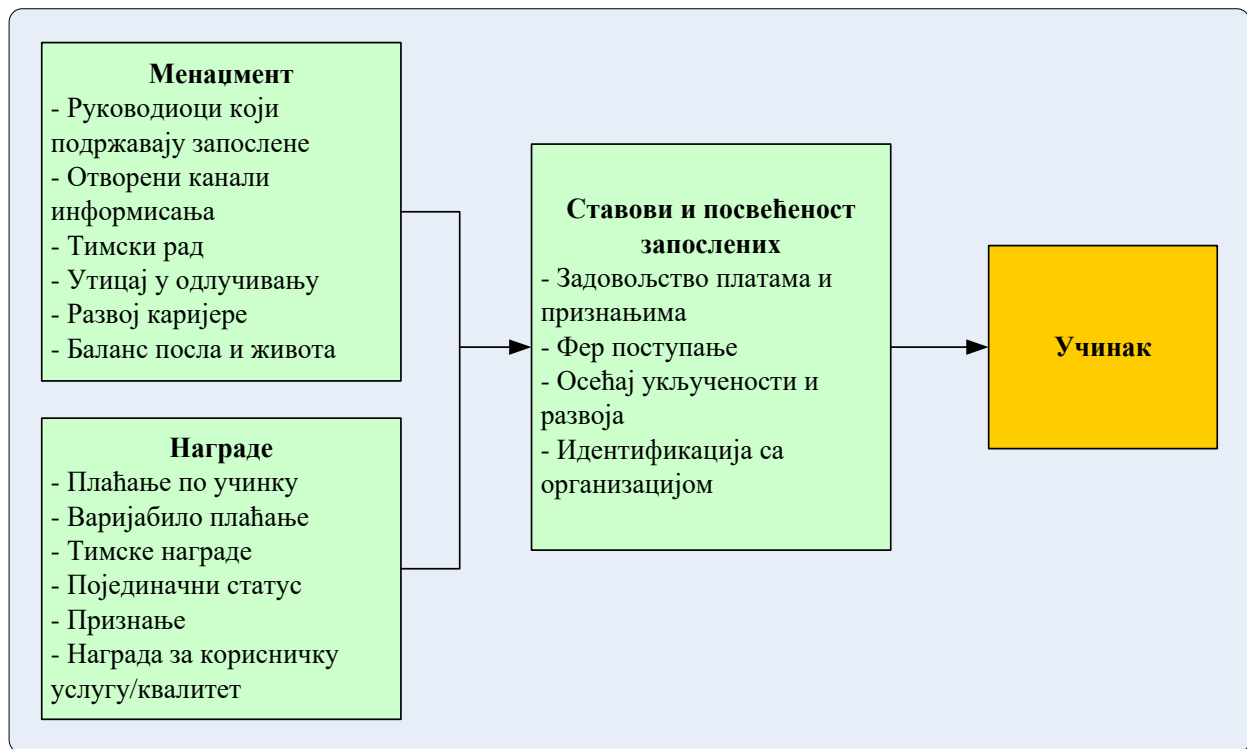 Менаџмент
- Руководиоци који
подржавају запослене
- Отворени канали
информисања
- Тимски рад
- Утицај у одлучивању
- Развој каријере
- Баланс посла и живота
Награде
- Плаћање по учинку
- Варијабило плаћање
- Тимске награде
- Појединачни статус
- Признање
- Награда за корисничку
услугу/квалитет
Ставови и посвећеност
запослених
- Задовољство платама и
признањима
- Фер поступање
- Осећај укључености и
развоја
- Идентификација са
организацијом
Учинак